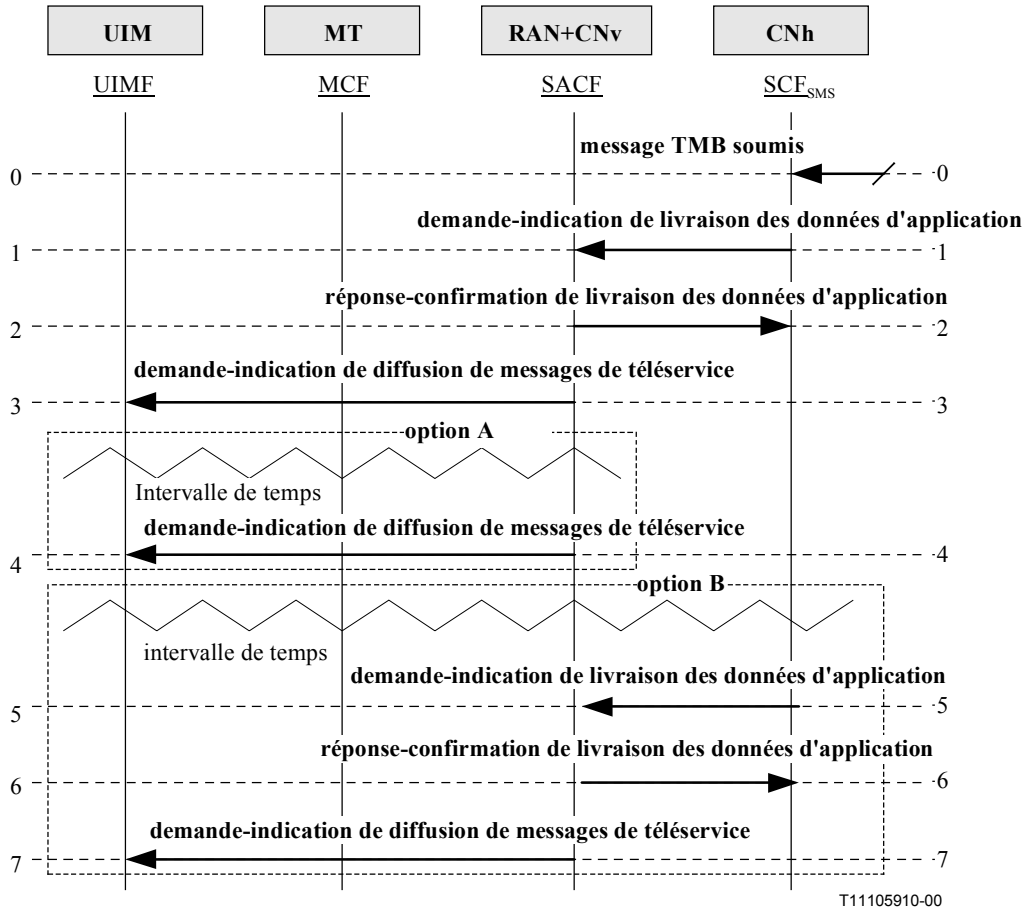 UIM MT RAN+CNv CNh
UIMF MCF SACF SCF_SMS
message TMB soumis
0 0
demande-indication de livraison des données d'application
1 1
réponse-confirmation de livraison des données d'application
2 2
demande-indication de diffusion de messages de téléservice
3 3
option A
Intervalle de temps
demande-indication de diffusion de messages de téléservice
4 4
option B
intervalle de temps
demande-indication de livraison des données d'application
5 5
réponse-confirmation de livraison des données d'application
6 6
demande-indication de diffusion de messages de téléservice
7 7
T11105910-00